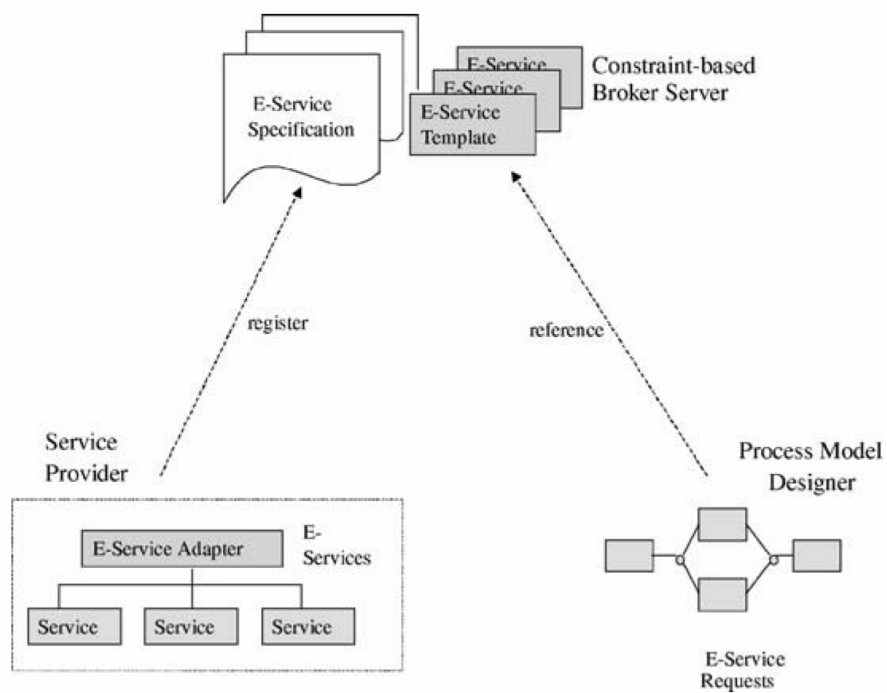 E-Service
Specification
E-Service
E-Service
E-Service
Template
Constraint-based
Broker Server
register
reference
Service
Provider
Process Model
Designer
E-Service Adapter
E-
Services
Service
Service
Service
E-Service
Requests